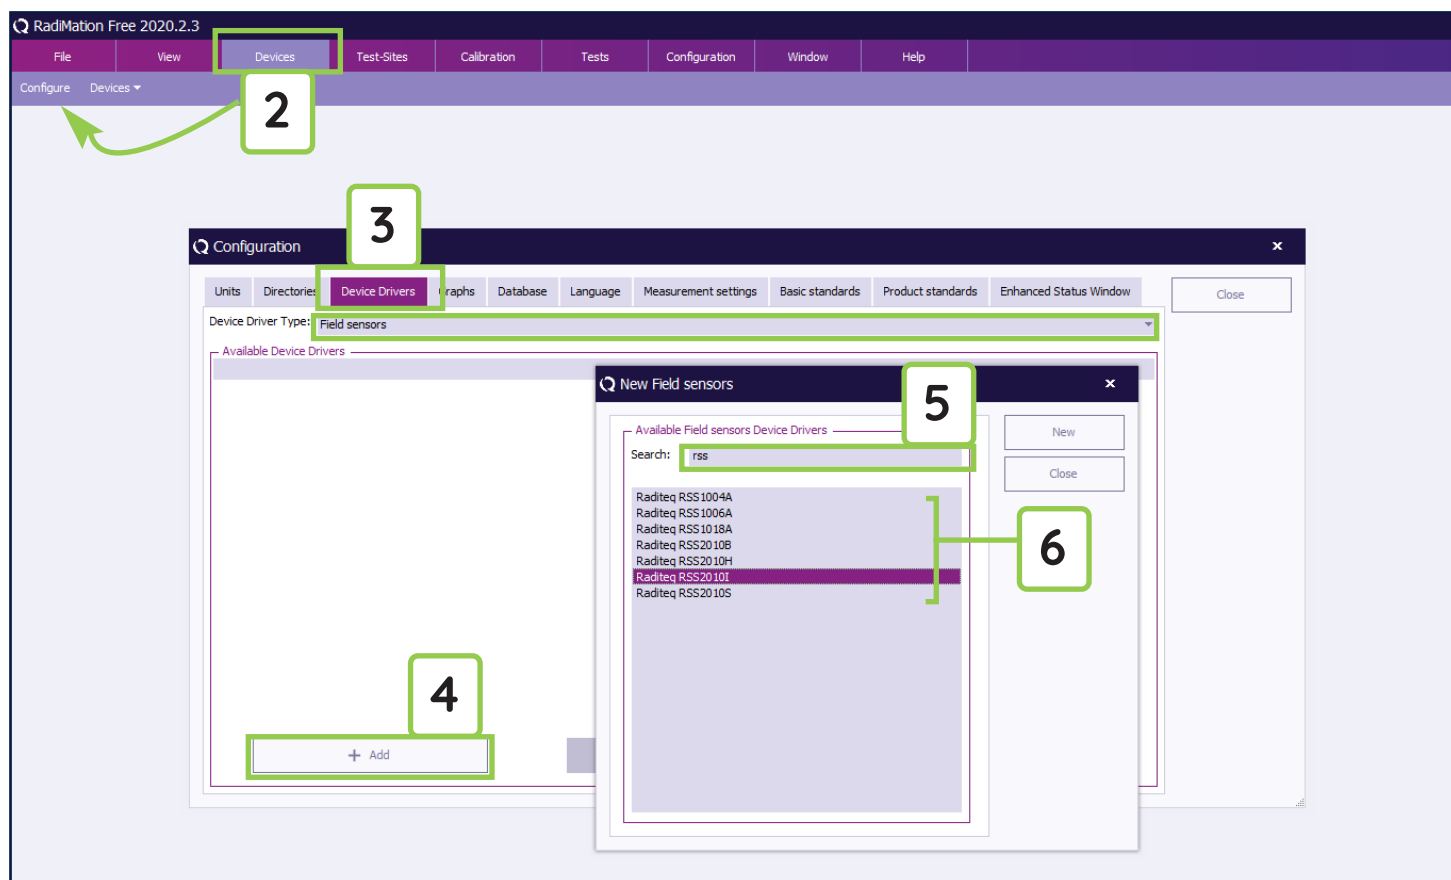 RadiMation Free 2020.2.3
File View Devices Test-Sites Calibration Tests Configuration Window Help
Configure Devices
2
3
Configuration
Units Directories Device Drivers Graphs Database Language Measurement settings Basic standards Product standards Enhanced Status Window
Close
Device Driver Type: Field sensors
Available Device Drivers
New Field sensors
5
Available Field sensors Device Drivers
New
Search: rss
Close
Raditeq RSS1004A
Raditeq RSS1006A
Raditeq RSS1018A
Raditeq RSS2010B
Raditeq RSS2010H
Raditeq RSS2010I
Raditeq RSS2010S
6
4
+ Add